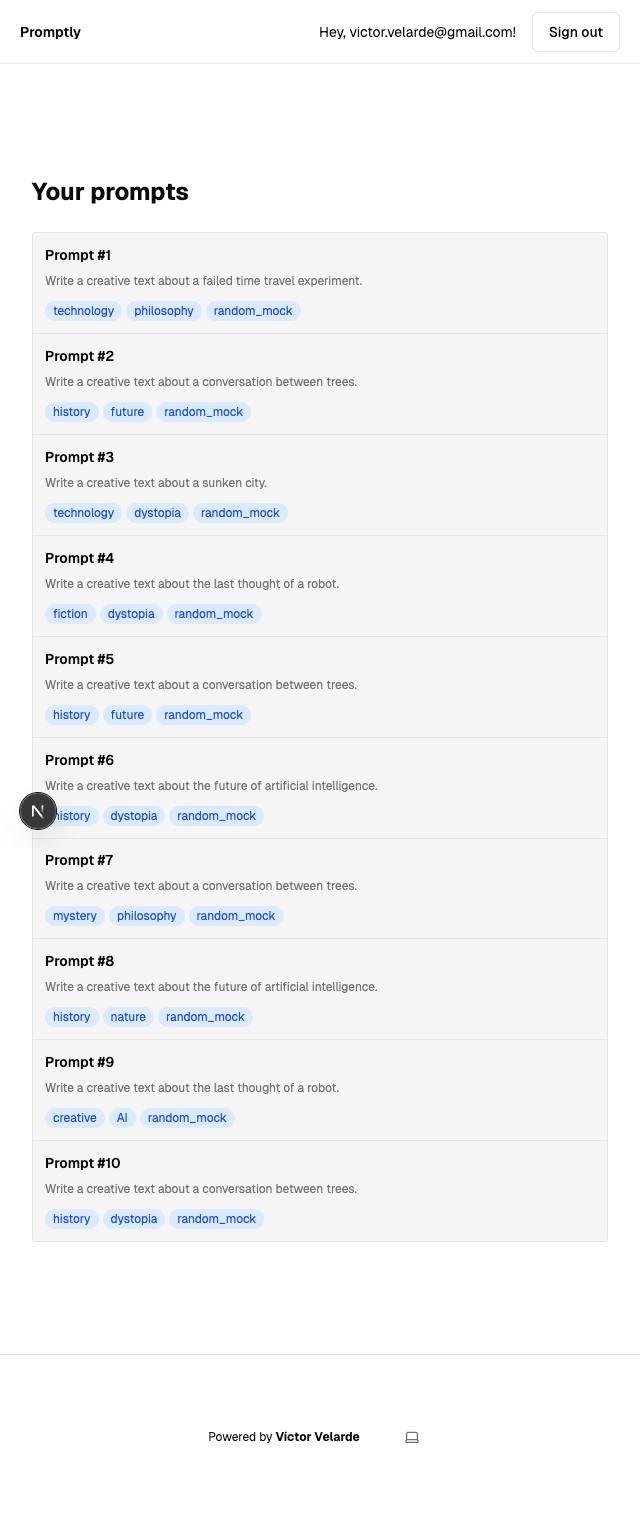 Promptly
Hey, victor.velarde@gmail.com!
Sign out
Your prompts
Prompt #1
Write a creative text about a failed time travel experiment.
technology philosophy random_mock
Prompt #2
Write a creative text about a conversation between trees.
history future random_mock
Prompt #3
Write a creative text about a sunken city.
technology dystopia random_mock
Prompt #4
Write a creative text about the last thought of a robot.
fiction dystopia random_mock
Prompt #5
Write a creative text about a conversation between trees.
history future random_mock
Prompt #6
Write a creative text about the future of artificial intelligence.
N
history dystopia random_mock
Prompt #7
Write a creative text about a conversation between trees.
mystery philosophy random_mock
Prompt #8
Write a creative text about the future of artificial intelligence.
history nature random_mock
Prompt #9
Write a creative text about the last thought of a robot.
creative AI random_mock
Prompt #10
Write a creative text about a conversation between trees.
history dystopia random_mock
Powered by Víctor Velarde